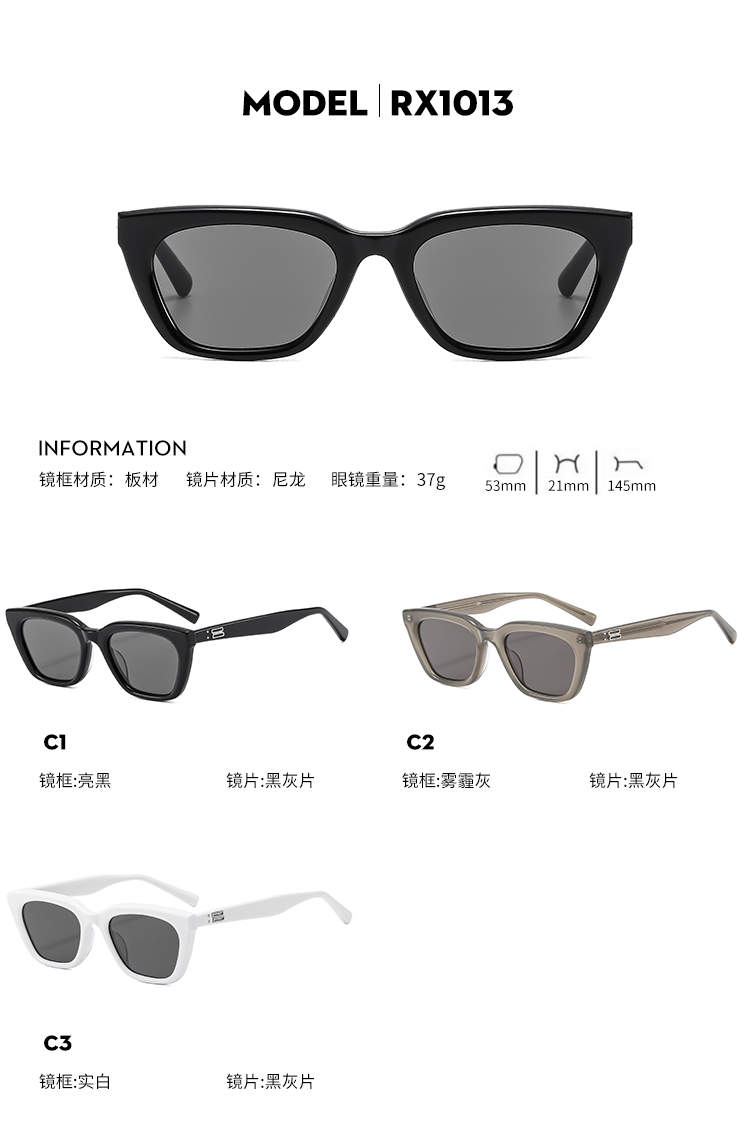 MODEL RX1013
INFORMATION
镜框材质：板材 镜片材质：尼龙 眼镜重量：37g
53mm 21mm 145mm
C1
镜框:亮黑 镜片:黑灰片
C2
镜框:雾霾灰 镜片:黑灰片
C3
镜框:实白 镜片:黑灰片